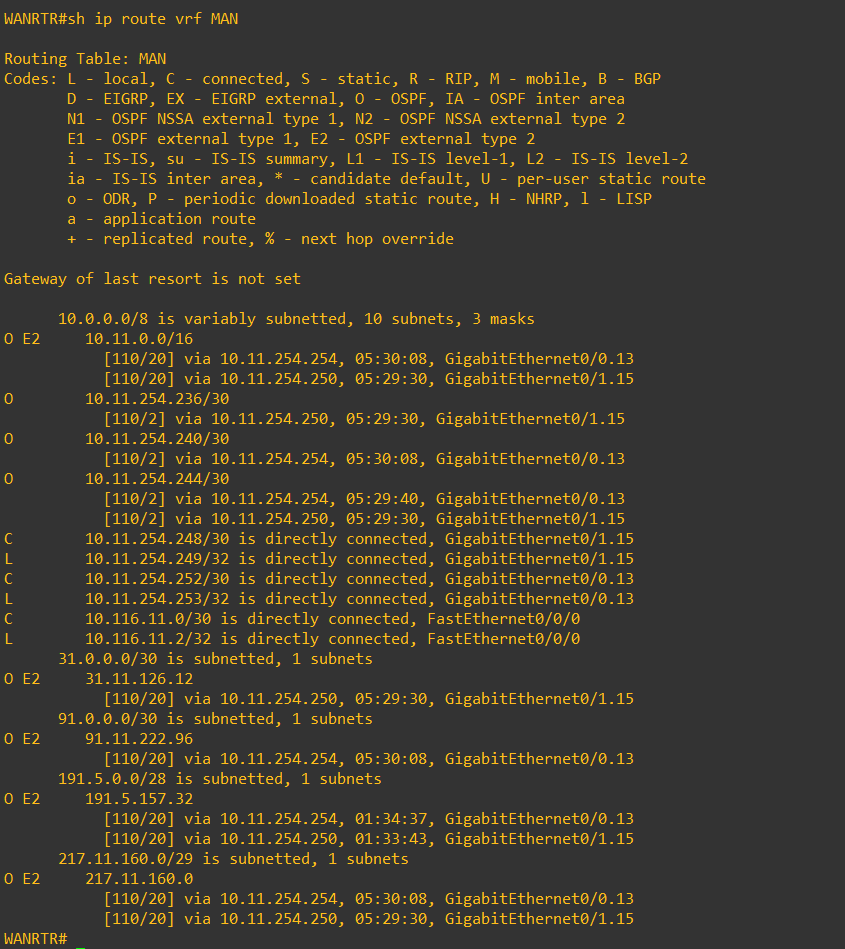 WANRTR#sh ip route vrf MAN

Routing Table: MAN
Codes: L - local, C - connected, S - static, R - RIP, M - mobile, B - BGP
       D - EIGRP, EX - EIGRP external, O - OSPF, IA - OSPF inter area
       N1 - OSPF NSSA external type 1, N2 - OSPF NSSA external type 2
       E1 - OSPF external type 1, E2 - OSPF external type 2
       i - IS-IS, su - IS-IS summary, L1 - IS-IS level-1, L2 - IS-IS level-2
       ia - IS-IS inter area, * - candidate default, U - per-user static route
       o - ODR, P - periodic downloaded static route, H - NHRP, l - LISP
       a - application route
       + - replicated route, % - next hop override

Gateway of last resort is not set

      10.0.0.0/8 is variably subnetted, 10 subnets, 3 masks
O E2     10.11.0.0/16
           [110/20] via 10.11.254.254, 05:30:08, GigabitEthernet0/0.13
           [110/20] via 10.11.254.250, 05:29:30, GigabitEthernet0/1.15
O        10.11.254.236/30
           [110/2] via 10.11.254.250, 05:29:30, GigabitEthernet0/1.15
O        10.11.254.240/30
           [110/2] via 10.11.254.254, 05:30:08, GigabitEthernet0/0.13
O        10.11.254.244/30
           [110/2] via 10.11.254.254, 05:29:40, GigabitEthernet0/0.13
           [110/2] via 10.11.254.250, 05:29:30, GigabitEthernet0/1.15
C        10.11.254.248/30 is directly connected, GigabitEthernet0/1.15
L        10.11.254.249/32 is directly connected, GigabitEthernet0/1.15
C        10.11.254.252/30 is directly connected, GigabitEthernet0/0.13
L        10.11.254.253/32 is directly connected, GigabitEthernet0/0.13
C        10.116.11.0/30 is directly connected, FastEthernet0/0/0
L        10.116.11.2/32 is directly connected, FastEthernet0/0/0
      31.0.0.0/30 is subnetted, 1 subnets
O E2     31.11.126.12
           [110/20] via 10.11.254.250, 05:29:30, GigabitEthernet0/1.15
      91.0.0.0/30 is subnetted, 1 subnets
O E2     91.11.222.96
           [110/20] via 10.11.254.254, 05:30:08, GigabitEthernet0/0.13
      191.5.0.0/28 is subnetted, 1 subnets
O E2     191.5.157.32
           [110/20] via 10.11.254.254, 01:34:37, GigabitEthernet0/0.13
           [110/20] via 10.11.254.250, 01:33:43, GigabitEthernet0/1.15
      217.11.160.0/29 is subnetted, 1 subnets
O E2     217.11.160.0
           [110/20] via 10.11.254.254, 05:30:08, GigabitEthernet0/0.13
           [110/20] via 10.11.254.250, 05:29:30, GigabitEthernet0/1.15
WANRTR#